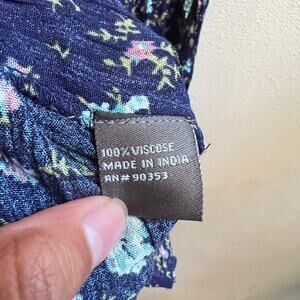 100% VISCOSE
MADE IN INDIA
RN# 90353